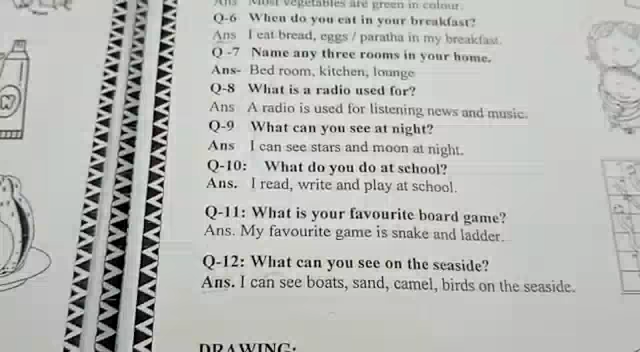 Ans Most vegetables are green in colour.
Q-6 When do you eat in your breakfast?
Ans I eat bread, eggs / paratha in my breakfast.
Q -7 Name any three rooms in your home.
Ans- Bed room, kitchen, lounge
Q-8 What is a radio used for?
Ans A radio is used for listening news and music.
Q-9 What can you see at night?
Ans I can see stars and moon at night.
Q-10: What do you do at school?
Ans. I read, write and play at school.
Q-11: What is your favourite board game?
Ans. My favourite game is snake and ladder.
Q-12: What can you see on the seaside?
Ans. I can see boats, sand, camel, birds on the seaside.
DRAWING: